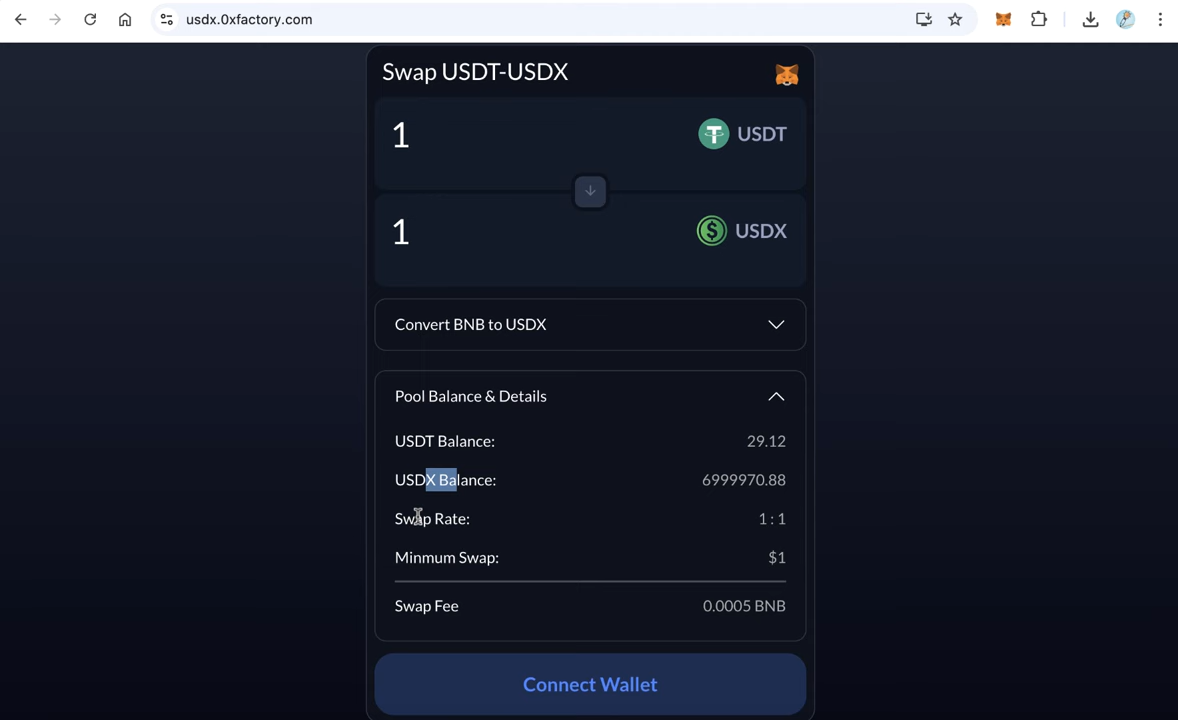 usdx.0xfactory.com
Swap USDT-USDX
1 USDT
1 USDX
Convert BNB to USDX
Pool Balance & Details
USDT Balance: 29.12
USDX Balance: 6999970.88
Swap Rate: 1 : 1
Minmum Swap: $1
Swap Fee 0.0005 BNB
Connect Wallet